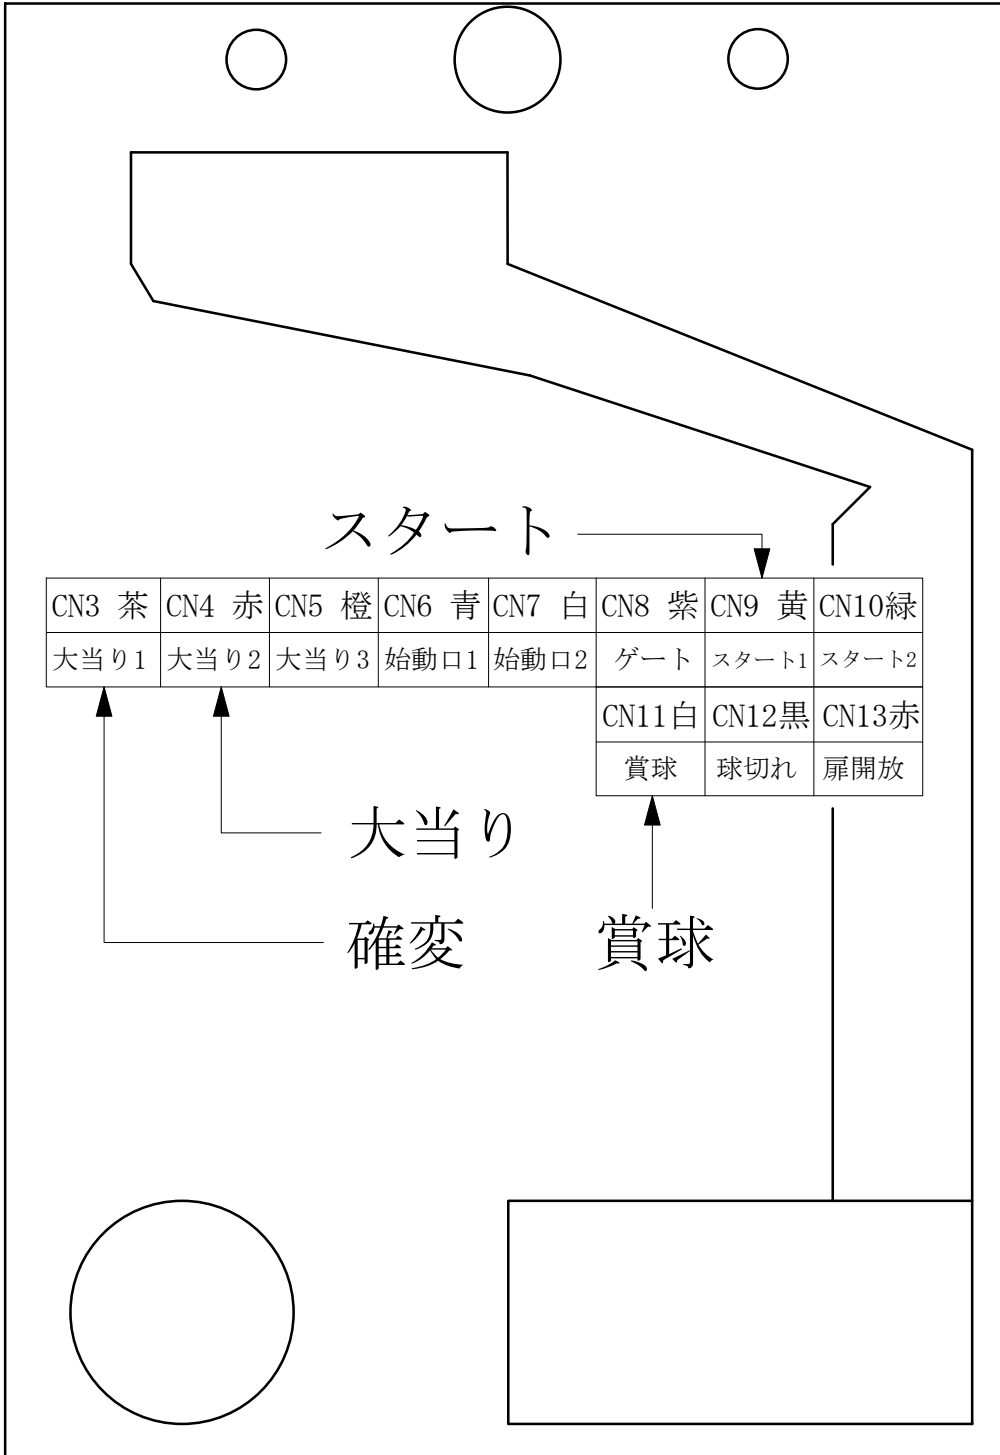 スタート
CN3 茶 CN4 赤 CN5 橙 CN6 青 CN7 白 CN8 紫 CN9 黄 CN10緑
大当り1 大当り2 大当り3 始動口1 始動口2 ゲート スタート1 スタート2
CN11白 CN12黒 CN13赤
賞球 球切れ 扉開放
大当り
確変 賞球